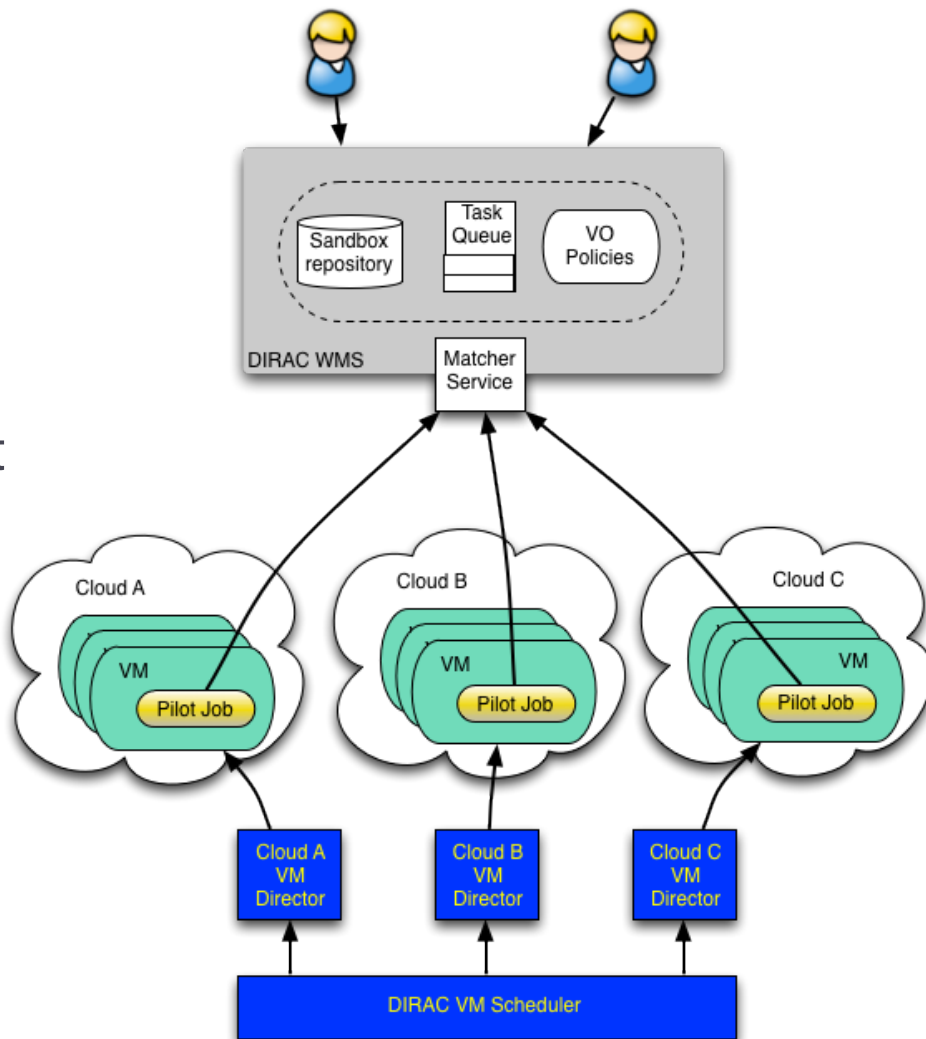 Task
Queue
Sandbox
repository
VO
Policies
DIRAC WMS
Matcher
Service
Cloud A
VM
Pilot Job
Cloud B
VM
Pilot Job
Cloud C
VM
Pilot Job
Cloud A
VM
Director
Cloud B
VM
Director
Cloud C
VM
Director
DIRAC VM Scheduler